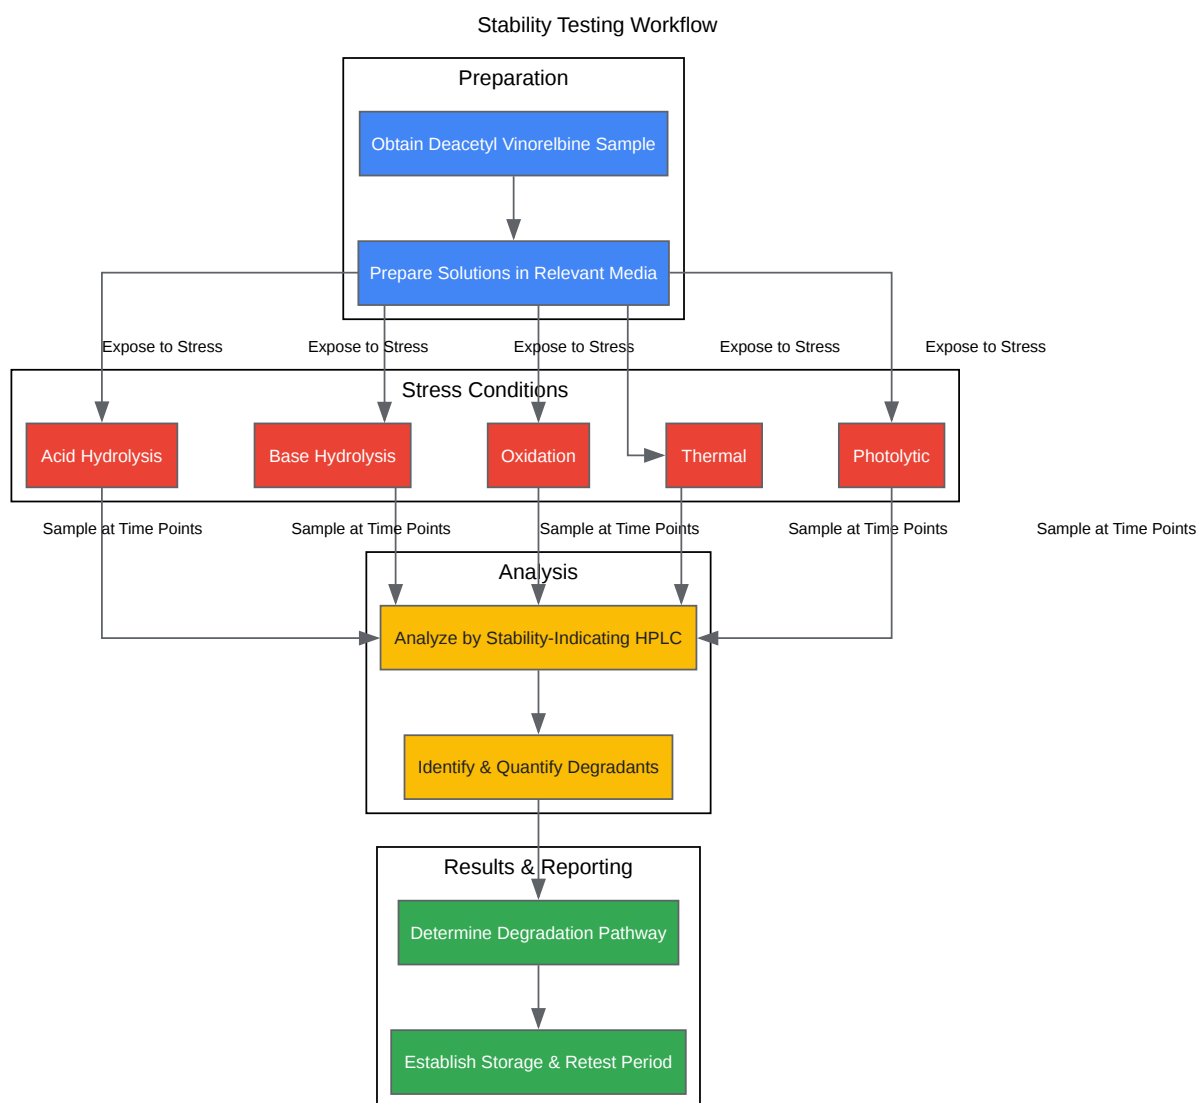 Stability Testing Workflow
Preparation
Obtain Deacetyl Vinorelbine Sample
Prepare Solutions in Relevant Media
Expose to Stress
Expose to Stress
Expose to Stress
Expose to Stress
Expose to Stress
Stress Conditions
Acid Hydrolysis
Base Hydrolysis
Oxidation
Thermal
Photolytic
Sample at Time Points
Sample at Time Points
Sample at Time Points
Sample at Time Points
Sample at Time Points
Analysis
Analyze by Stability-Indicating HPLC
Identify & Quantify Degradants
Results & Reporting
Determine Degradation Pathway
Establish Storage & Retest Period